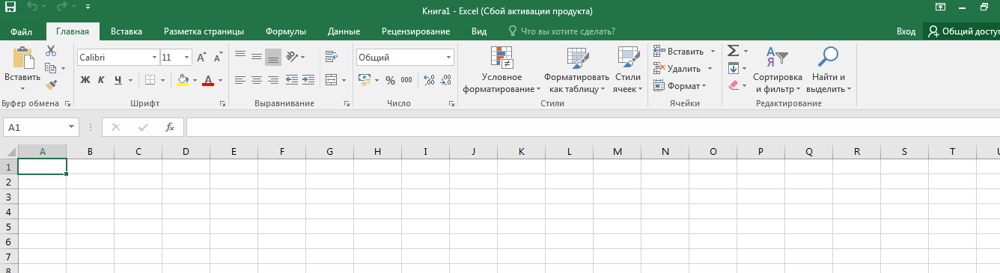 Книга1 - Excel (Сбой активации продукта)
Файл Главная Вставка Разметка страницы Формулы Данные Рецензирование Вид Что вы хотите сделать? Вход Общий досту
Вставить
Буфер обмена
Calibri 11
Ж К Ч А
Шрифт
Выравнивание
Общий
% 000
Число
Условное форматирование
Форматировать как таблицу
Стили ячеек
Стили
Вставить
Удалить
Формат
Ячейки
Сортировка и фильтр
Найти и выделить
Редактирование
A1 fx
A B C D E F G H I J K L M N O P Q R S T U
1
2
3
4
5
6
7
8